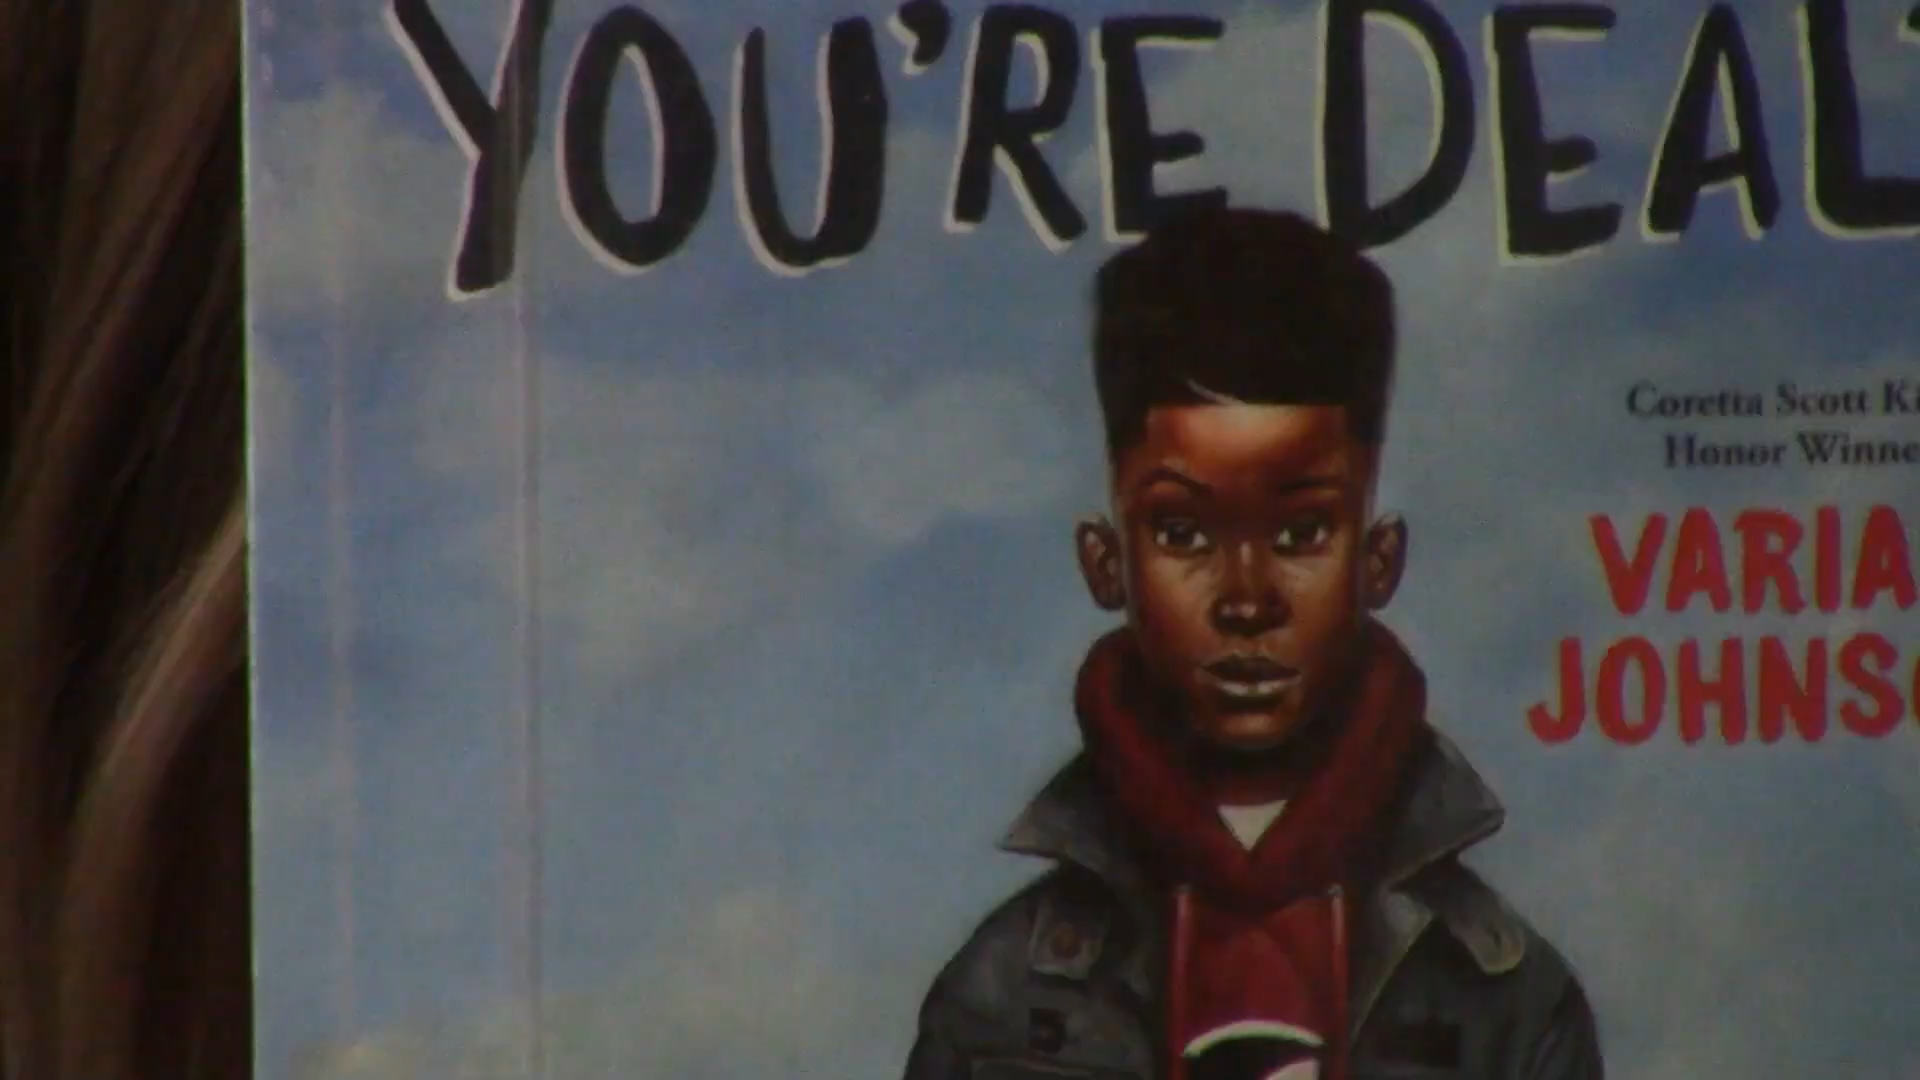 YOU'RE DEAL
Coretta Scott Ki
Honor Winne
VARIA
JOHNS